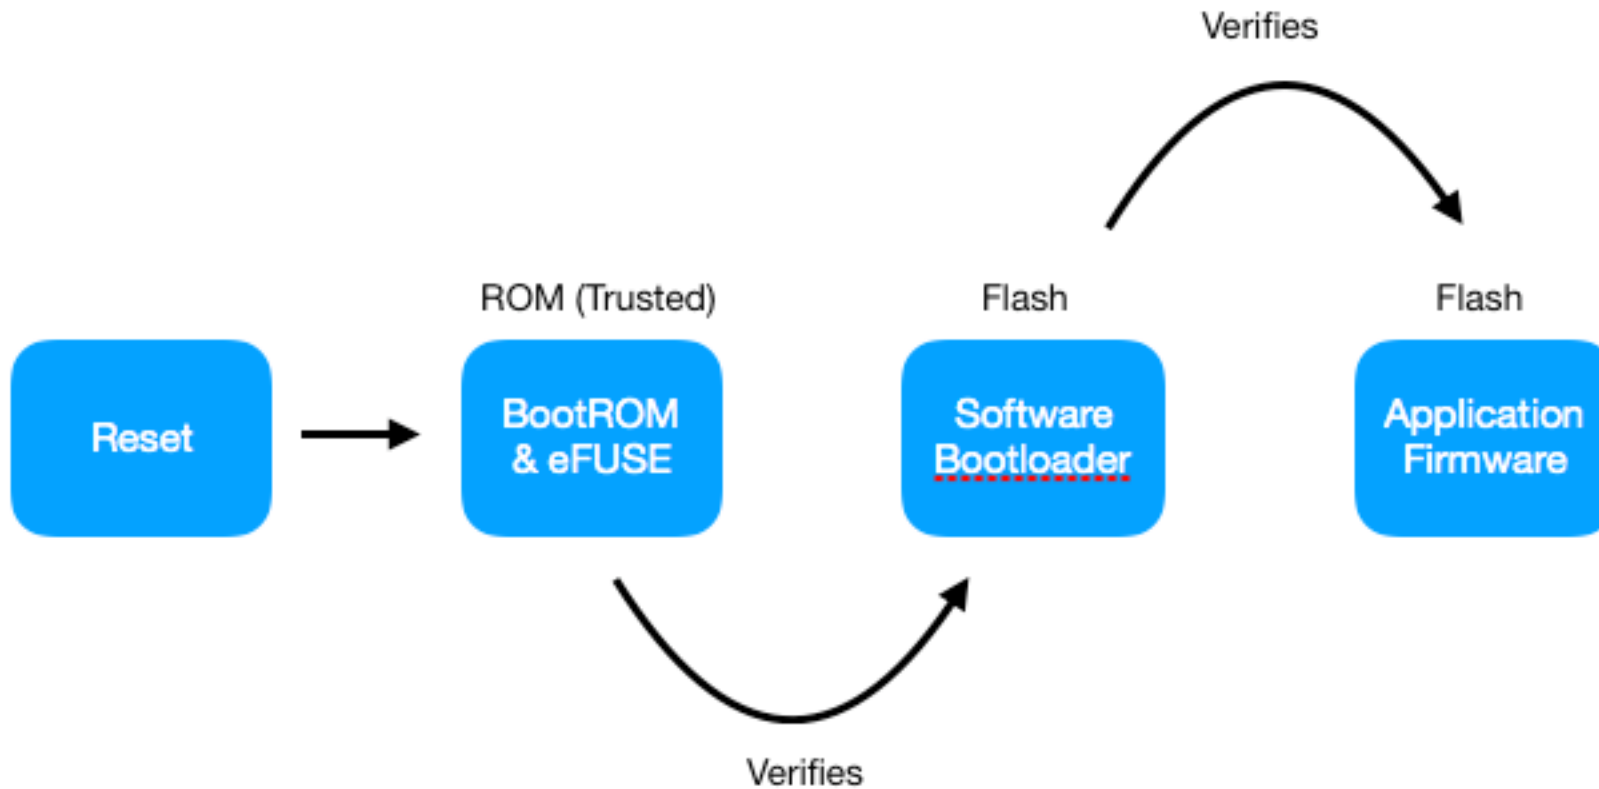 Verifies
ROM (Trusted)
Flash
Flash
Reset
BootROM
& eFUSE
Software
Bootloader
Application
Firmware
Verifies